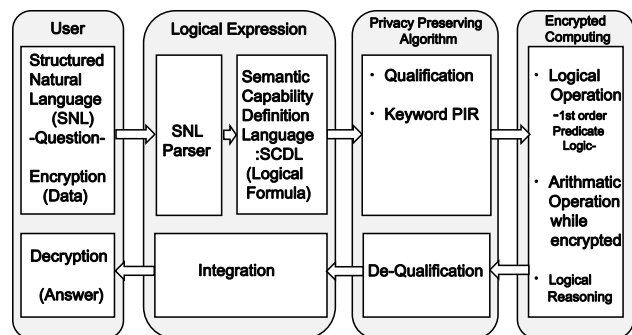 User
Structured
Natural
Language
(SNL)
-Question-
Encryption
(Data)
Decryption
(Answer)
Logical Expression
SNL
Parser
Semantic
Capability
Definition
Language
:SCDL
(Logical
Formula)
Integration
Privacy Preserving
Algorithm
・ Qualification
・ Keyword PIR
De-Qualification
Encrypted
Computing
・ Logical
Operation
-1st order
Predicate
Logic-
・ Arithmatic
Operation
while
encrypted
・ Logical
Reasoning